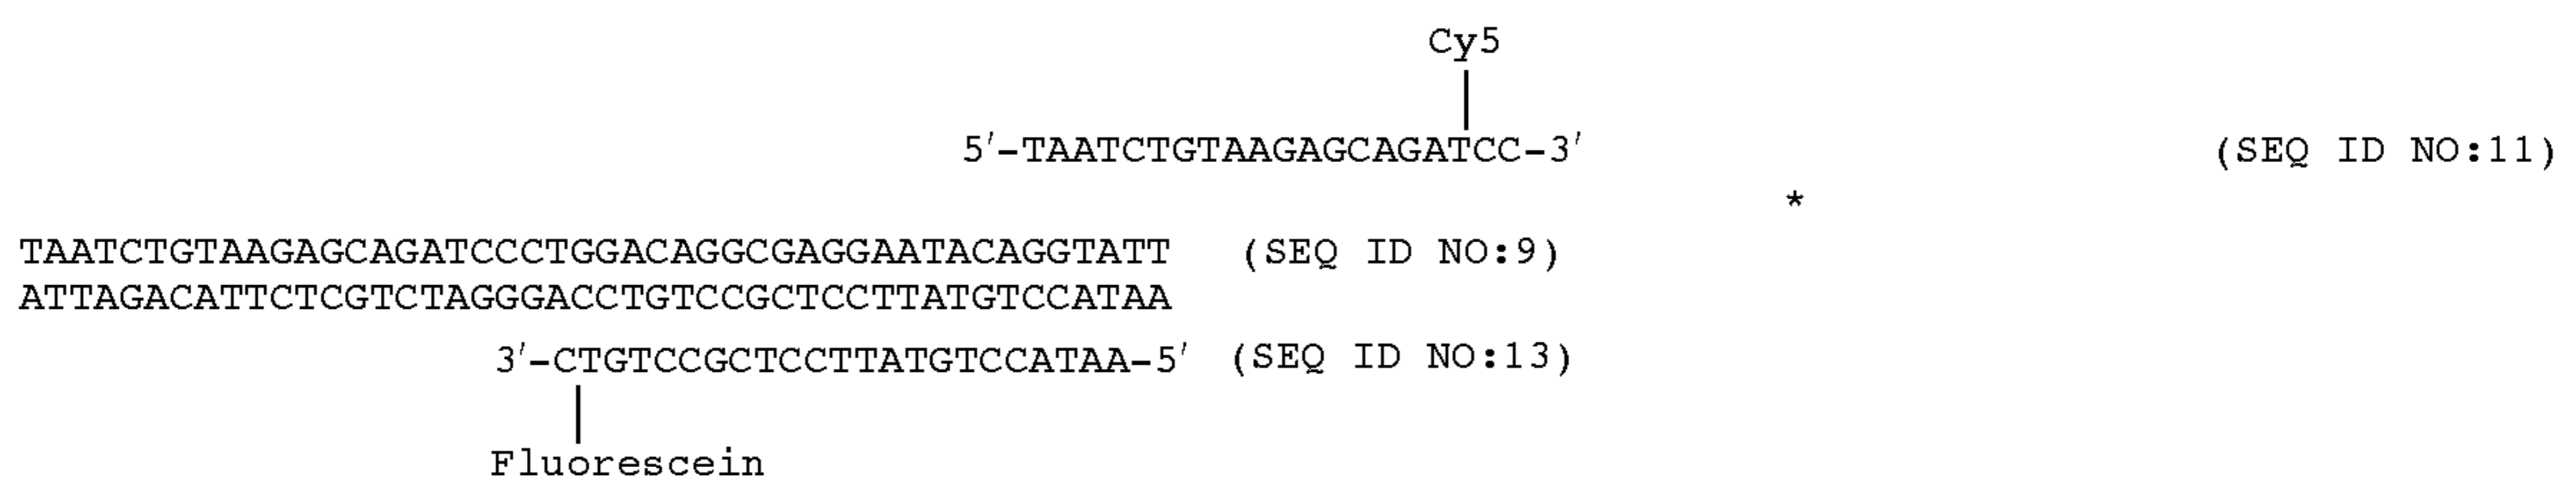 Cy5
5′-TAATCTGTAAGAGCAGATCC-3′ (SEQ ID NO:11)
*
TAATCTGTAAGAGCAGATCCCTGGACAGGCGAGGAATACAGGTATT (SEQ ID NO:9)
ATTAGACATTCTCGTCTAGGGACCTGTCCGCTCCTTATGTCCATAA
3′-CTGTCCGCTCCTTATGTCCATAA-5′ (SEQ ID NO:13)
Fluorescein